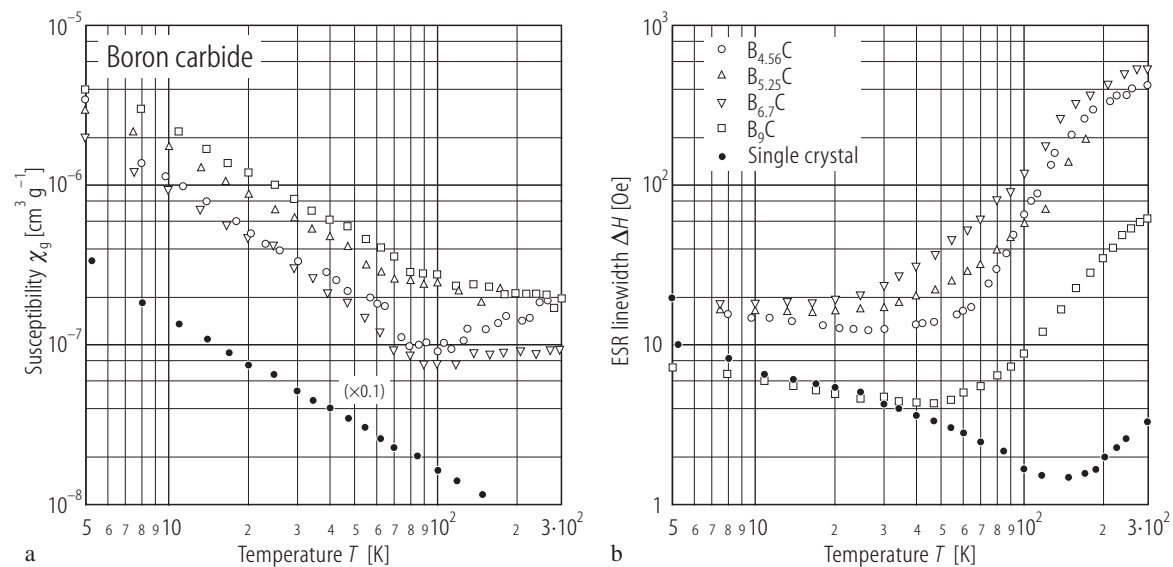 Boron carbide
Susceptibility χg [cm³ g⁻¹]
10⁻⁵
10⁻⁶
10⁻⁷
10⁻⁸
(×0.1)
5 6 7 8 9 10 2 3 4 5 6 7 8 9 10² 2 3·10²
a
Temperature T [K]
ESR linewidth ΔH [Oe]
10³
10²
10
1
B4.56C
B5.25C
B6.7C
B9C
Single crystal
5 6 7 8 9 10 2 3 4 5 6 7 8 9 10² 2 3·10²
b
Temperature T [K]